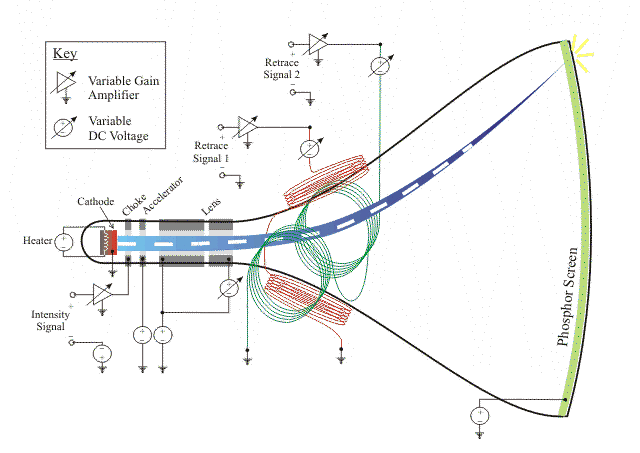 Key
Variable Gain
Amplifier
Variable
DC Voltage
Retrace
Signal 2
Retrace
Signal 1
Cathode
Choke
Accelerator
Lens
Heater
Intensity
Signal
Phosphor Screen